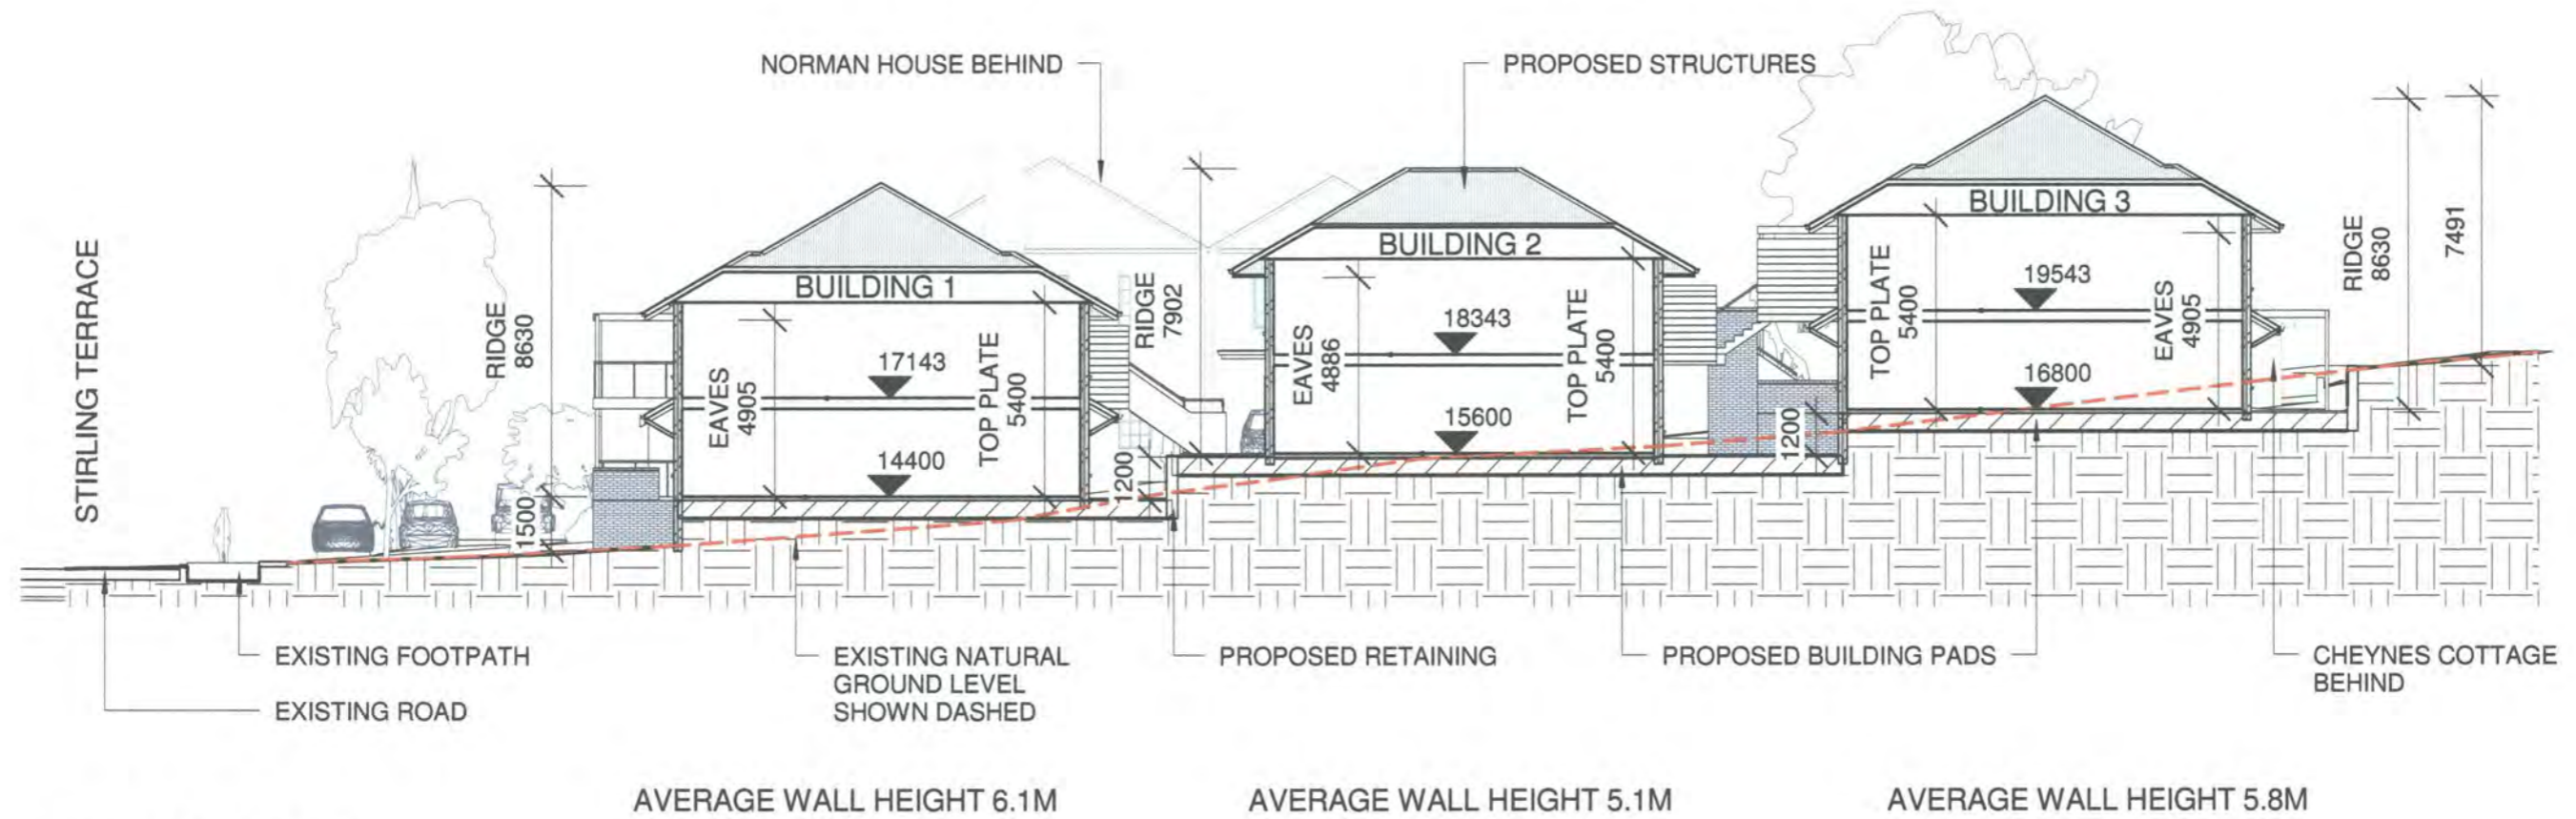 NORMAN HOUSE BEHIND
PROPOSED STRUCTURES
STIRLING TERRACE
RIDGE
8630
BUILDING 1
EAVES
4905
17143
14400
TOP PLATE
5400
1500
1200
RIDGE
7902
BUILDING 2
EAVES
4886
18343
15600
TOP PLATE
5400
1200
BUILDING 3
TOP PLATE
5400
19543
16800
EAVES
4905
RIDGE
8630
7491
EXISTING FOOTPATH
EXISTING ROAD
EXISTING NATURAL
GROUND LEVEL
SHOWN DASHED
PROPOSED RETAINING
PROPOSED BUILDING PADS
CHEYNES COTTAGE
BEHIND
AVERAGE WALL HEIGHT 6.1M
AVERAGE WALL HEIGHT 5.1M
AVERAGE WALL HEIGHT 5.8M